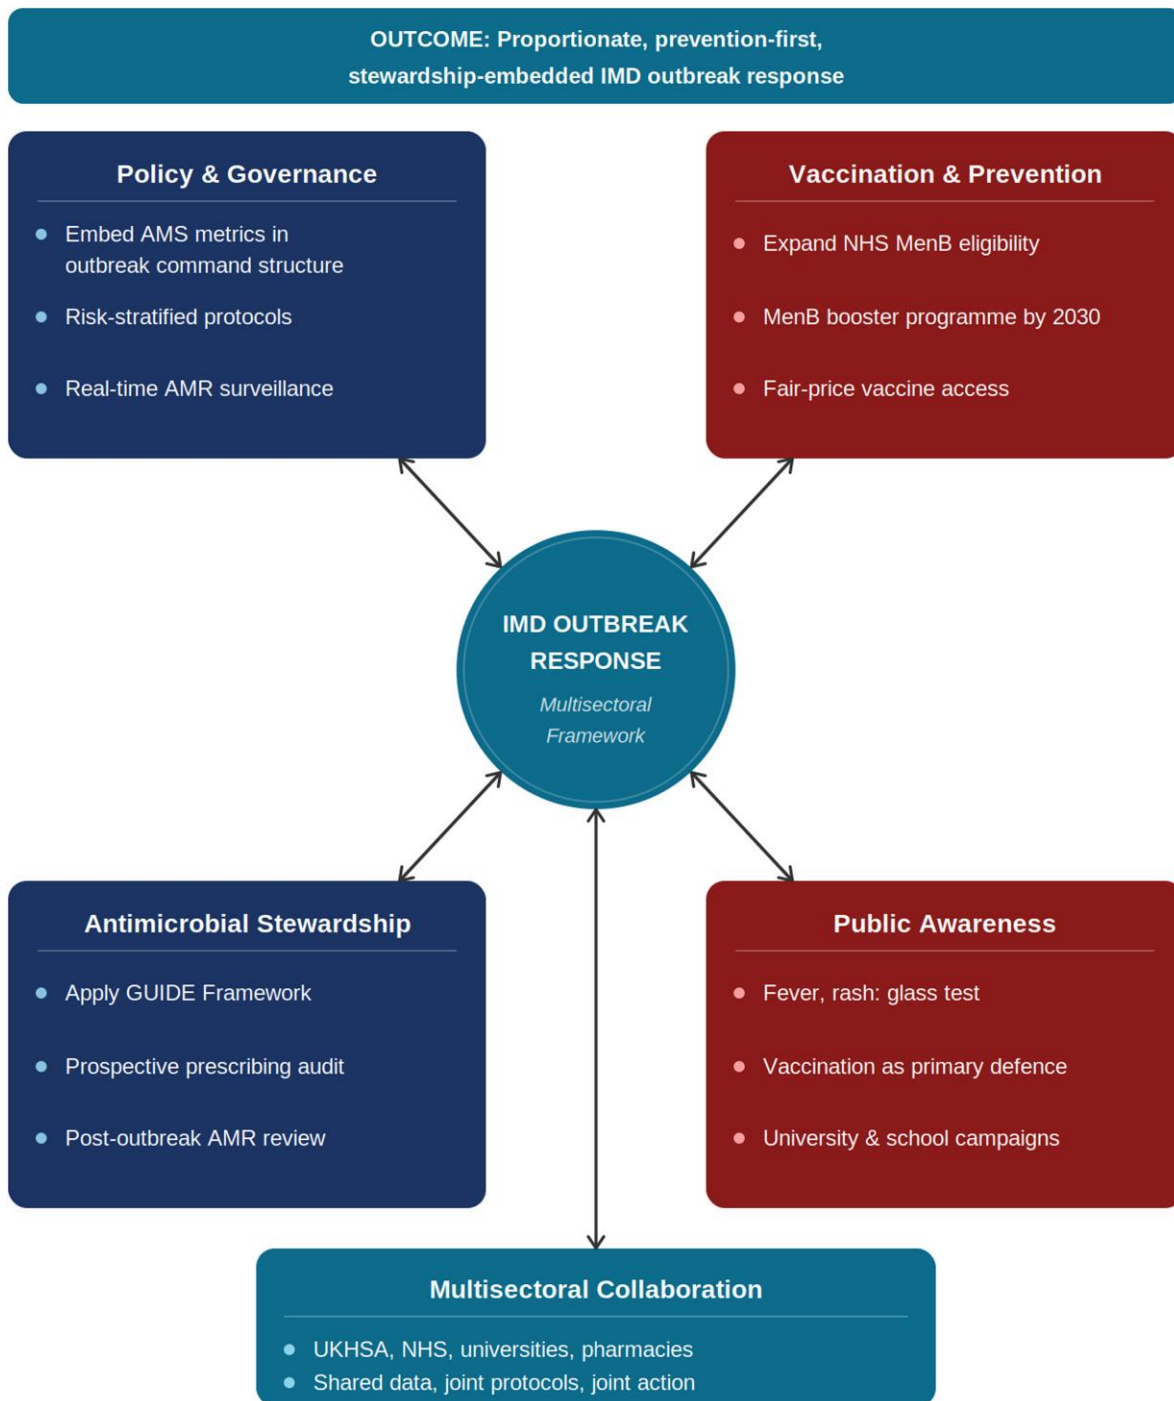 OUTCOME: Proportionate, prevention-first,
stewardship-embedded IMD outbreak response
Policy & Governance
Embed AMS metrics in
outbreak command structure
Risk-stratified protocols
Real-time AMR surveillance
Vaccination & Prevention
Expand NHS MenB eligibility
MenB booster programme by 2030
Fair-price vaccine access
IMD OUTBREAK
RESPONSE
Multisectoral
Framework
Antimicrobial Stewardship
Apply GUIDE Framework
Prospective prescribing audit
Post-outbreak AMR review
Public Awareness
Fever, rash: glass test
Vaccination as primary defence
University & school campaigns
Multisectoral Collaboration
UKHSA, NHS, universities, pharmacies
Shared data, joint protocols, joint action